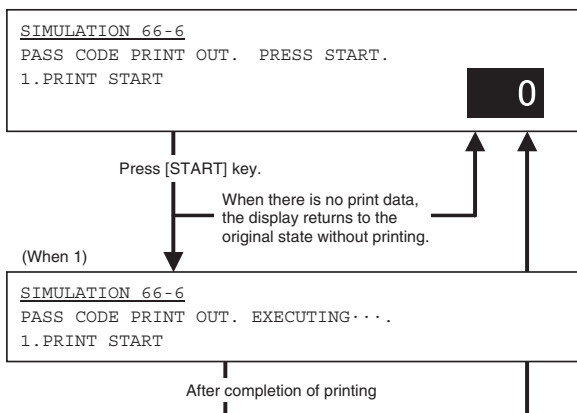 SIMULATION 66-6
PASS CODE PRINT OUT. PRESS START.
1.PRINT START
0
Press [START] key.
When there is no print data,
the display returns to the
original state without printing.
(When 1)
SIMULATION 66-6
PASS CODE PRINT OUT. EXECUTING···.
1.PRINT START
After completion of printing